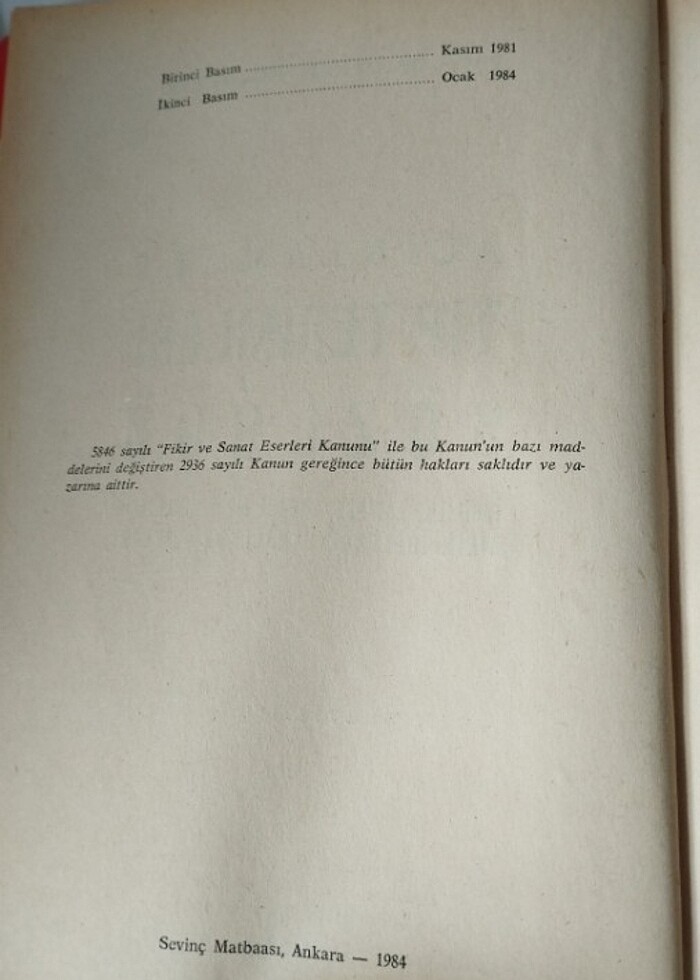 Birinci Basım ........................................ Kasım 1981
İkinci Basım ........................................ Ocak 1984
5846 sayılı "Fikir ve Sanat Eserleri Kanunu" ile bu Kanun'un bazı mad-
delerini değiştiren 2936 sayılı Kanun gereğince bütün hakları saklıdır ve ya-
zarına aittir.
Sevinç Matbaası, Ankara — 1984